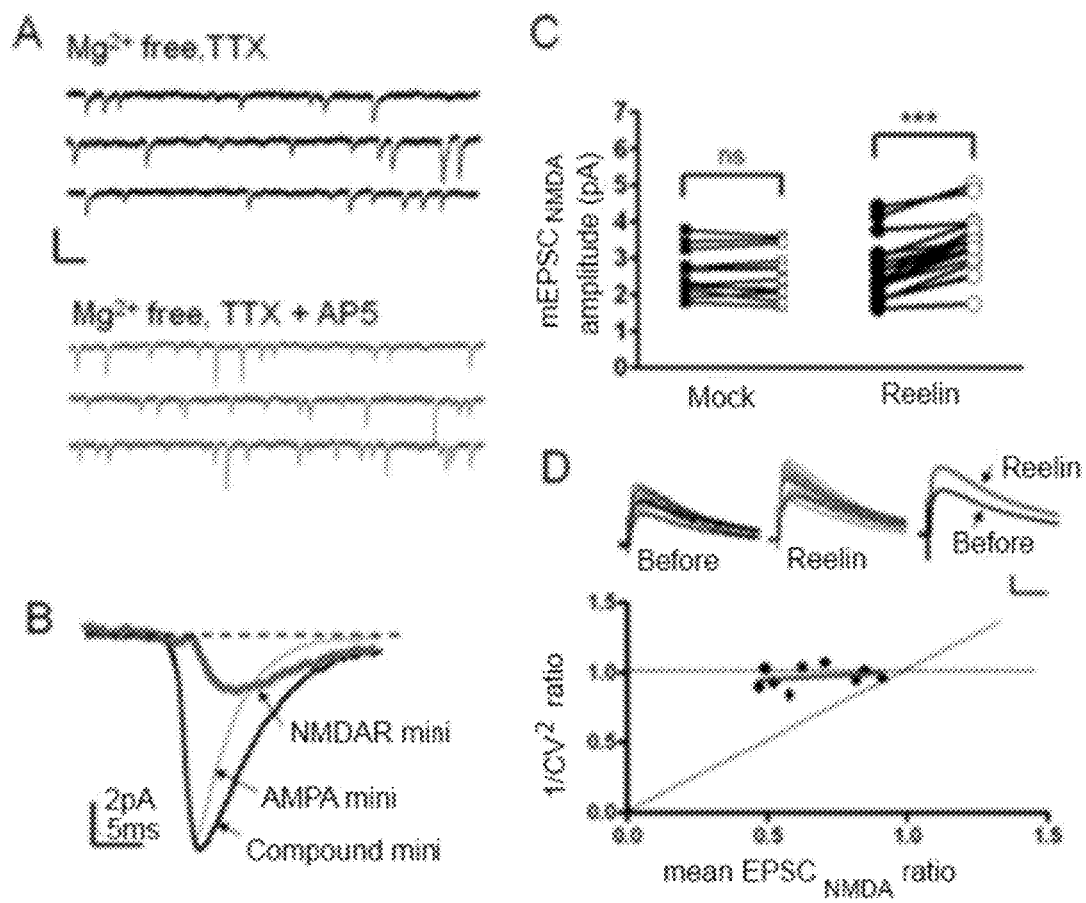 A
Mg²⁺ free, TTX
Mg²⁺ free, TTX + AP5
B
NMDAR mini
AMPA mini
Compound mini
2pA
5ms
C
mEPSC NMDA
amplitude (pA)
7
6
5
4
3
2
1
0
ns
***
Mock
Reelin
D
Before
Reelin
Reelin
Before
1/CV² ratio
1.5
1.0
0.5
0.0
0.0 0.5 1.0 1.5
mean EPSC NMDA ratio